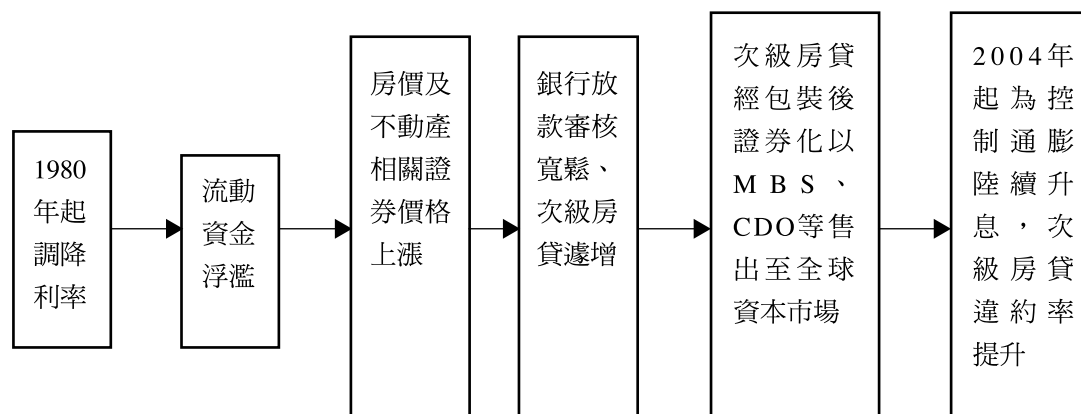 1980
年起
調降
利率
流動
資金
浮濫
房價及
不動產
相關證
券價格
上漲
銀行放
款審核
寬鬆、
次級房
貸遽增
次級房貸
經包裝後
證券化以
MBS、
CDO等售
出至全球
資本市場
2004年
起為控
制通膨
陸續升
息，次
級房貸
違約率
提升